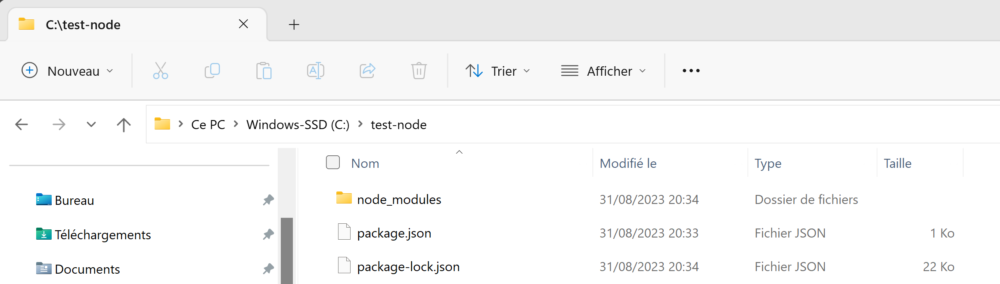 C:\test-node
Nouveau Trier Afficher
Ce PC Windows-SSD (C:) test-node
Nom Modifié le Type Taille
Bureau
Téléchargements
Documents
node_modules 31/08/2023 20:34 Dossier de fichiers
package.json 31/08/2023 20:33 Fichier JSON 1 Ko
package-lock.json 31/08/2023 20:34 Fichier JSON 22 Ko